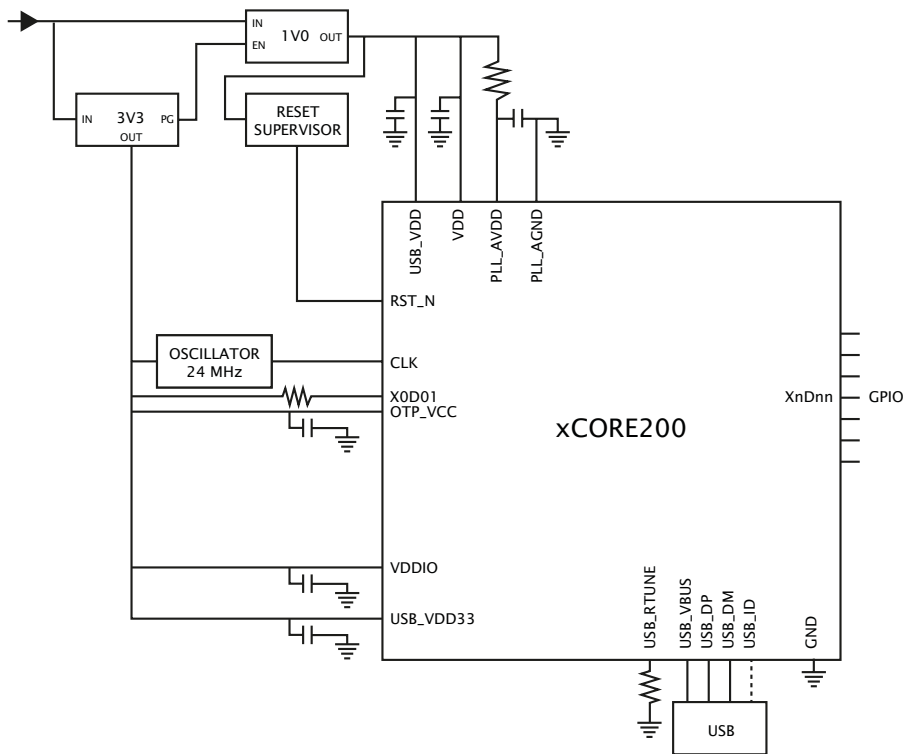 IN
1V0
OUT
EN
IN
3V3
PG
OUT
RESET
SUPERVISOR
USB_VDD
VDD
PLL_AVDD
PLL_AGND
RST_N
OSCILLATOR
24 MHz
CLK
X0D01
OTP_VCC
XnDnn
GPIO
xCORE200
VDDIO
USB_VDD33
USB_RTUNE
USB_VBUS
USB_DP
USB_DM
USB_ID
GND
USB